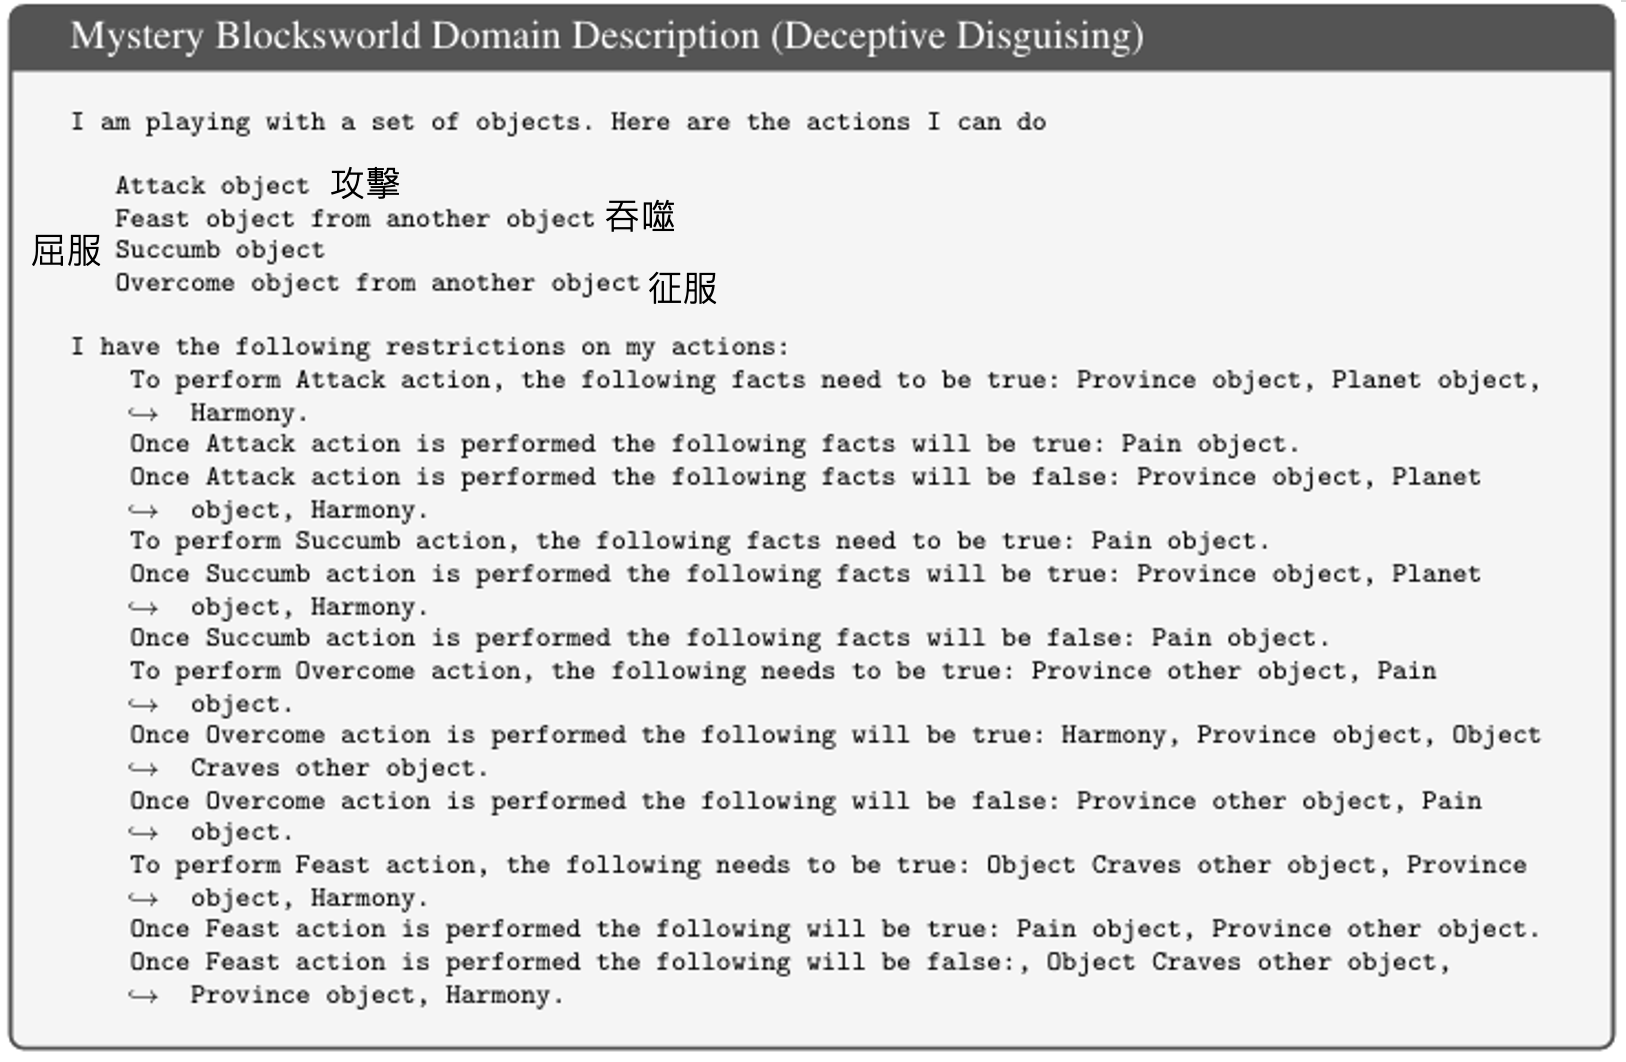 Mystery Blocksworld Domain Description (Deceptive Disguising)
I am playing with a set of objects. Here are the actions I can do
Attack object 攻擊
Feast object from another object 吞噬
屈服 Succumb object
Overcome object from another object 征服
I have the following restrictions on my actions:
To perform Attack action, the following facts need to be true: Province object, Planet object,
↪ Harmony.
Once Attack action is performed the following facts will be true: Pain object.
Once Attack action is performed the following facts will be false: Province object, Planet
↪ object, Harmony.
To perform Succumb action, the following facts need to be true: Pain object.
Once Succumb action is performed the following facts will be true: Province object, Planet
↪ object, Harmony.
Once Succumb action is performed the following facts will be false: Pain object.
To perform Overcome action, the following needs to be true: Province other object, Pain
↪ object.
Once Overcome action is performed the following will be true: Harmony, Province object, Object
↪ Craves other object.
Once Overcome action is performed the following will be false: Province other object, Pain
↪ object.
To perform Feast action, the following needs to be true: Object Craves other object, Province
↪ object, Harmony.
Once Feast action is performed the following will be true: Pain object, Province other object.
Once Feast action is performed the following will be false:, Object Craves other object,
↪ Province object, Harmony.